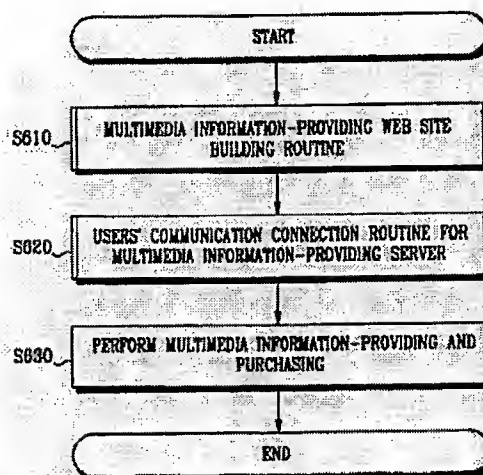 START
S610
MULTIMEDIA INFORMATION-PROVIDING WEB SITE
BUILDING ROUTINE
S620
USERS' COMMUNICATION CONNECTION ROUTINE FOR
MULTIMEDIA INFORMATION-PROVIDING SERVER
S630
PERFORM MULTIMEDIA INFORMATION-PROVIDING AND
PURCHASING
END